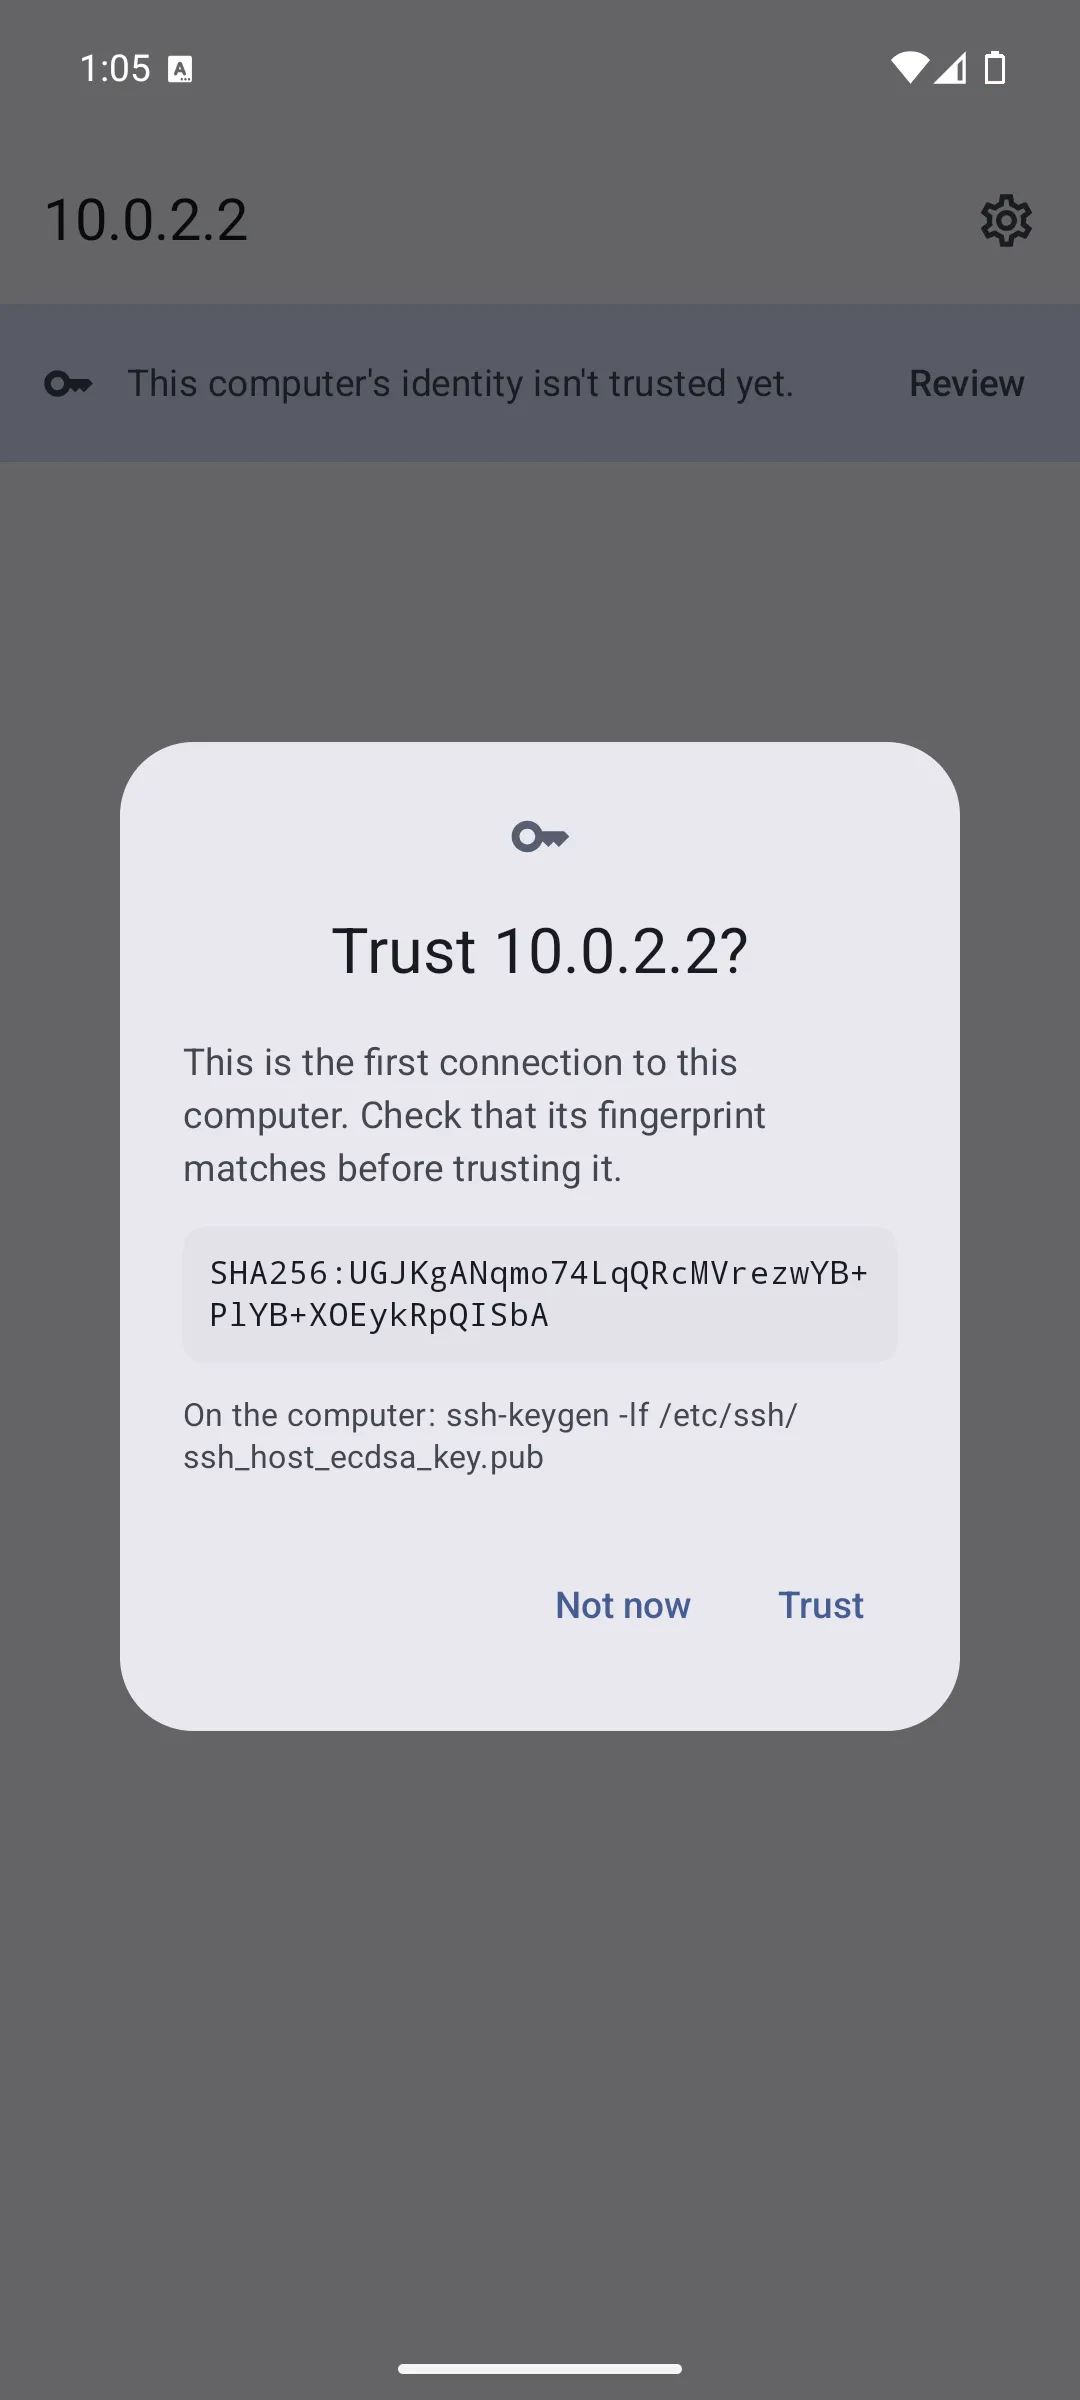 1:05
10.0.2.2
This computer's identity isn't trusted yet. Review
Trust 10.0.2.2?
This is the first connection to this
computer. Check that its fingerprint
matches before trusting it.
SHA256:UGJKgANqmo74LqQRcMVrezwYB+
PlYB+XOEykRpQISbA
On the computer: ssh-keygen -lf /etc/ssh/
ssh_host_ecdsa_key.pub
Not now Trust